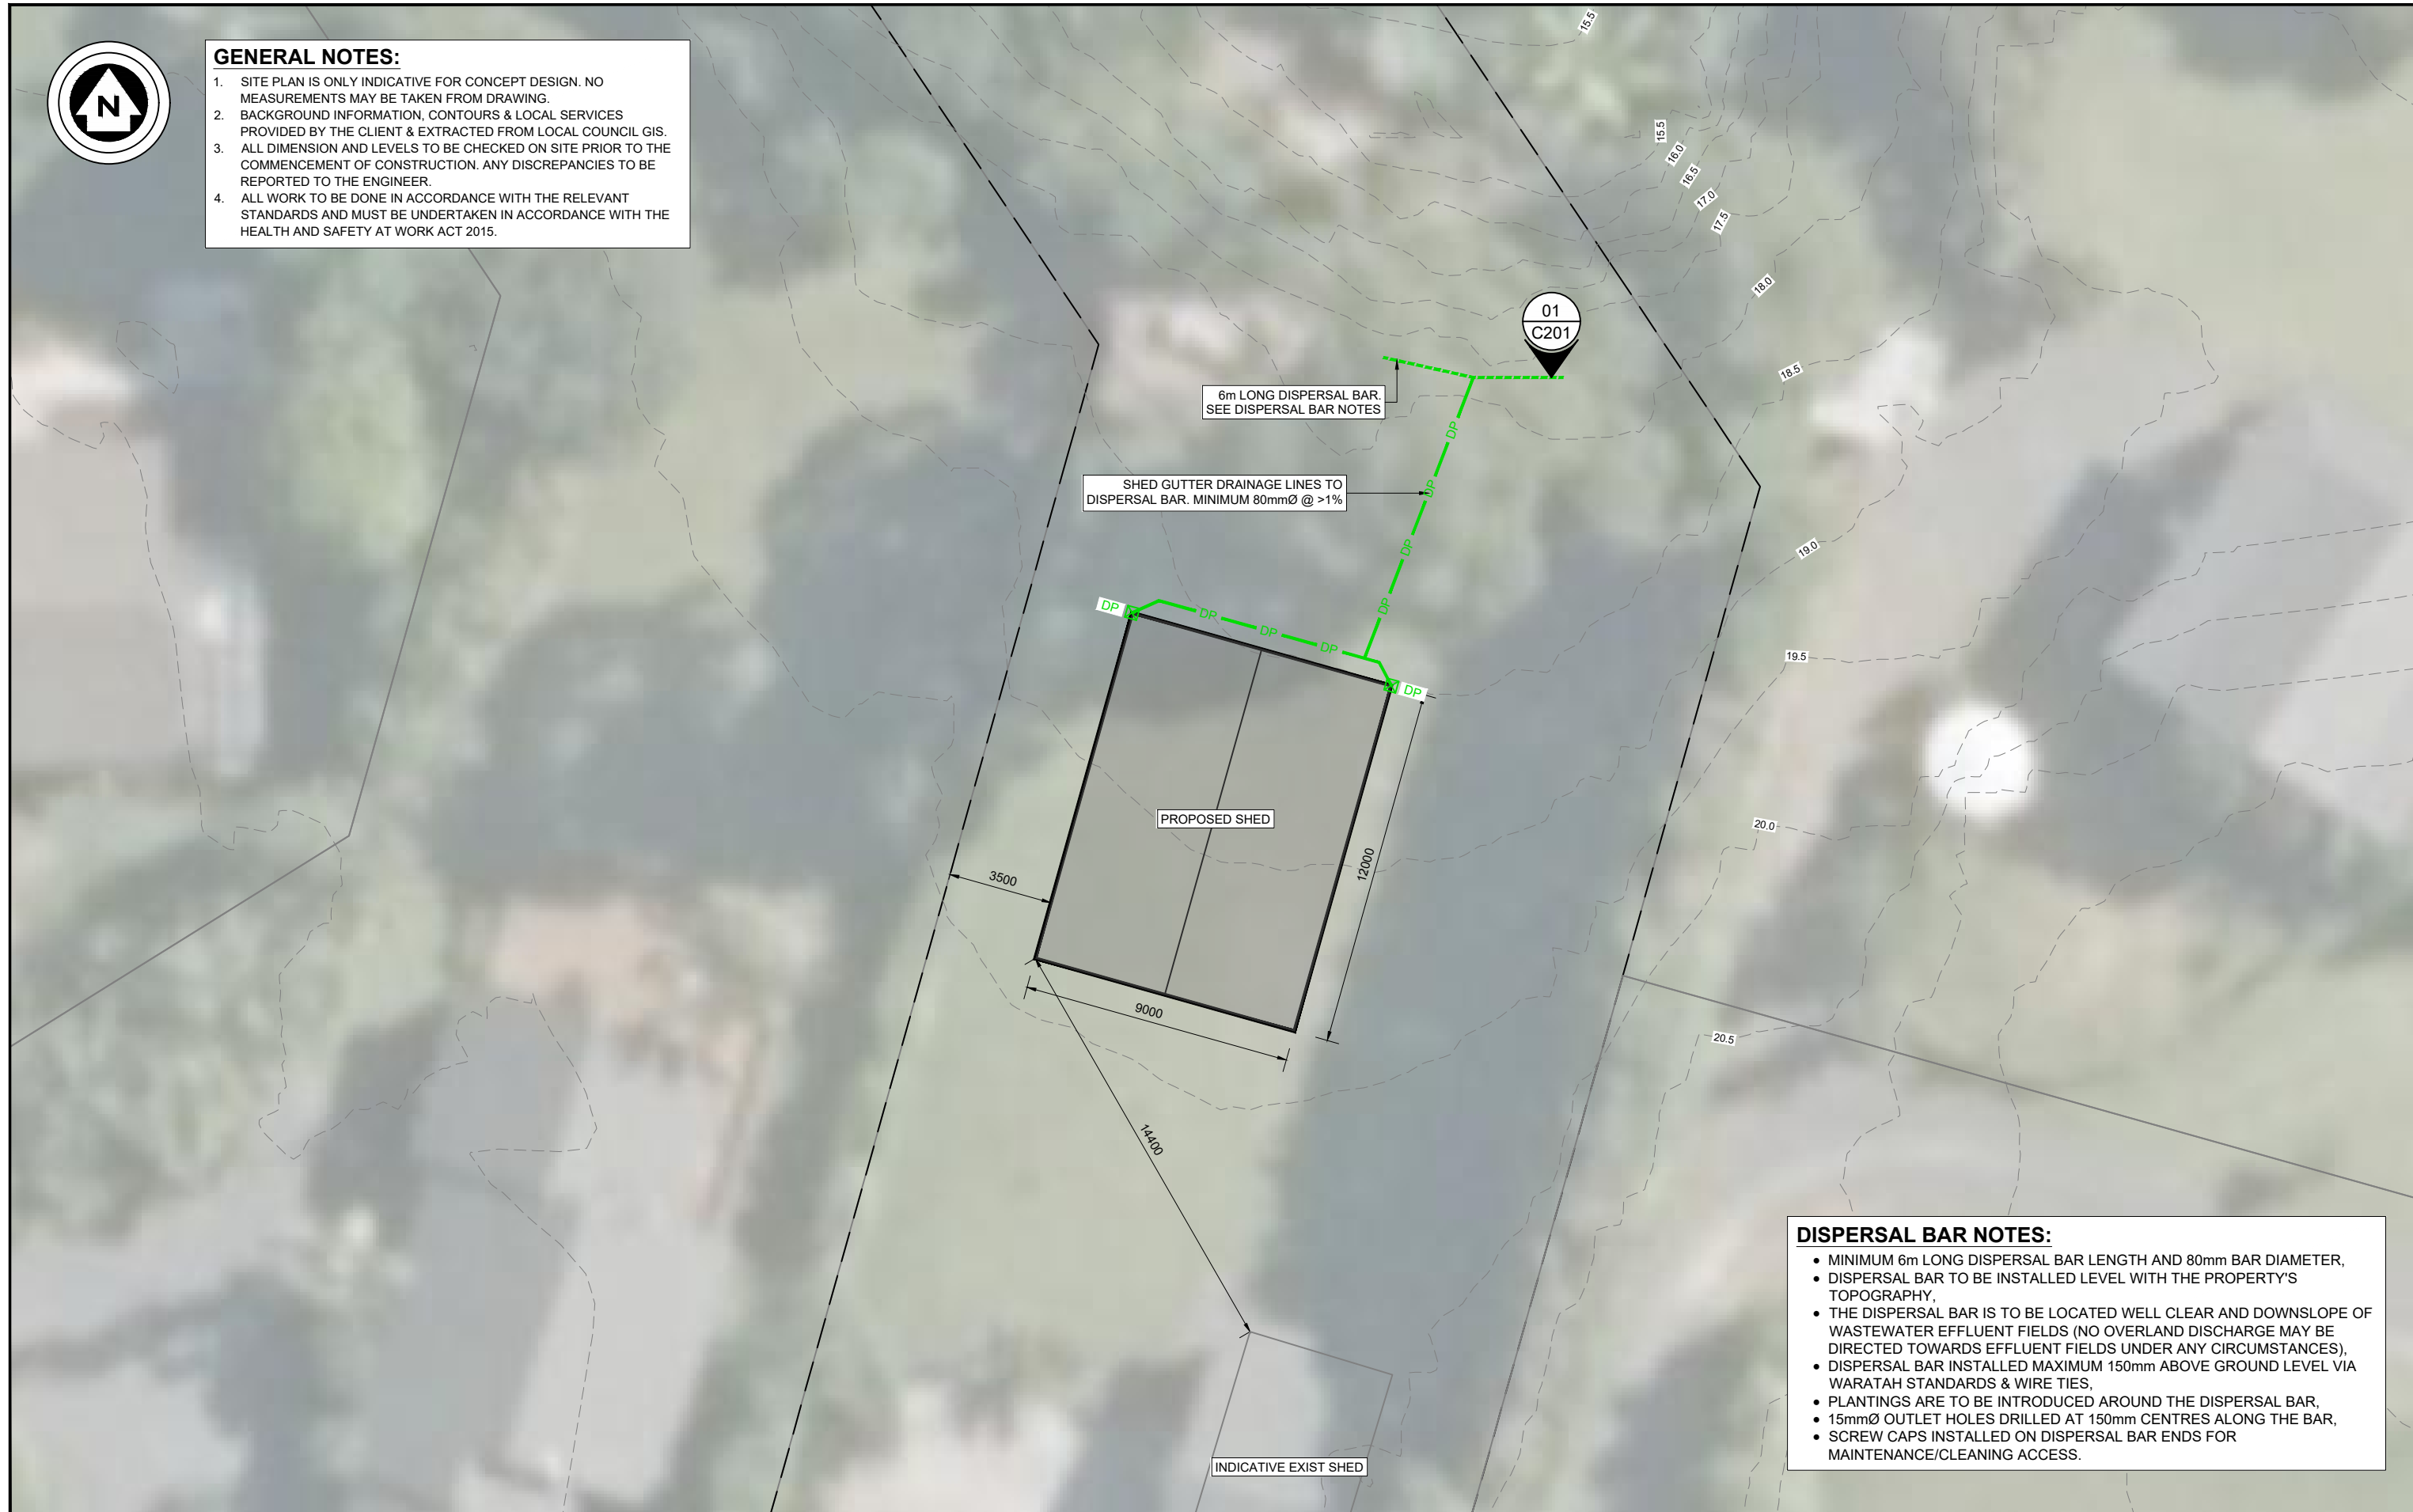 N
GENERAL NOTES:
1. SITE PLAN IS ONLY INDICATIVE FOR CONCEPT DESIGN. NO
MEASUREMENTS MAY BE TAKEN FROM DRAWING.
2. BACKGROUND INFORMATION, CONTOURS & LOCAL SERVICES
PROVIDED BY THE CLIENT & EXTRACTED FROM LOCAL COUNCIL GIS.
3. ALL DIMENSION AND LEVELS TO BE CHECKED ON SITE PRIOR TO THE
COMMENCEMENT OF CONSTRUCTION. ANY DISCREPANCIES TO BE
REPORTED TO THE ENGINEER.
4. ALL WORK TO BE DONE IN ACCORDANCE WITH THE RELEVANT
STANDARDS AND MUST BE UNDERTAKEN IN ACCORDANCE WITH THE
HEALTH AND SAFETY AT WORK ACT 2015.
15.5
15.5
16.0
16.5
17.0
17.5
18.0
01
C201
18.5
6m LONG DISPERSAL BAR.
SEE DISPERSAL BAR NOTES
DP
SHED GUTTER DRAINAGE LINES TO
DISPERSAL BAR. MINIMUM 80mmØ @ >1%
DP
DP
19.0
DP
DP
DP
DP
DP
19.5
DP
PROPOSED SHED
20.0
12000
3500
9000
20.5
14400
INDICATIVE EXIST SHED
DISPERSAL BAR NOTES:
• MINIMUM 6m LONG DISPERSAL BAR LENGTH AND 80mm BAR DIAMETER,
• DISPERSAL BAR TO BE INSTALLED LEVEL WITH THE PROPERTY'S
TOPOGRAPHY,
• THE DISPERSAL BAR IS TO BE LOCATED WELL CLEAR AND DOWNSLOPE OF
WASTEWATER EFFLUENT FIELDS (NO OVERLAND DISCHARGE MAY BE
DIRECTED TOWARDS EFFLUENT FIELDS UNDER ANY CIRCUMSTANCES),
• DISPERSAL BAR INSTALLED MAXIMUM 150mm ABOVE GROUND LEVEL VIA
WARATAH STANDARDS & WIRE TIES,
• PLANTINGS ARE TO BE INTRODUCED AROUND THE DISPERSAL BAR,
• 15mmØ OUTLET HOLES DRILLED AT 150mm CENTRES ALONG THE BAR,
• SCREW CAPS INSTALLED ON DISPERSAL BAR ENDS FOR
MAINTENANCE/CLEANING ACCESS.